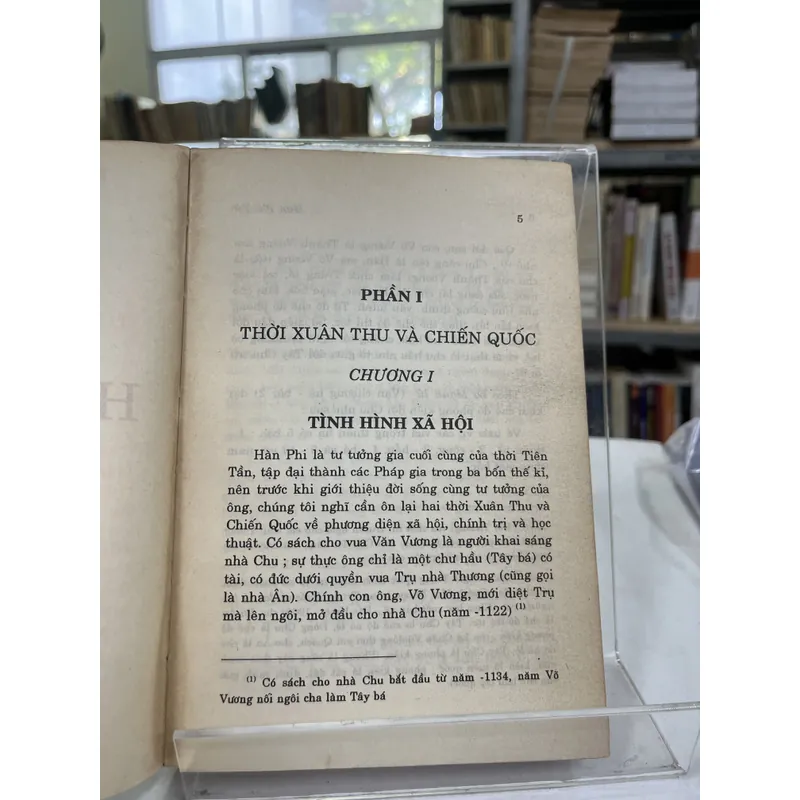 5
PHẦN I
THỜI XUÂN THU VÀ CHIẾN QUỐC
CHƯƠNG I
TÌNH HÌNH XÃ HỘI
Hàn Phi là tư tưởng gia cuối cùng của thời Tiên
Tần, tập đại thành các Pháp gia trong ba bốn thế kỉ,
nên trước khi giới thiệu đời sống cùng tư tưởng của
ông, chúng tôi nghĩ cần ôn lại hai thời Xuân Thu và
Chiến Quốc về phương diện xã hội, chính trị và học
thuật. Có sách cho vua Văn Vương là người khai sáng
nhà Chu ; sự thực ông chỉ là một chư hầu (Tây bá) có
tài, có đức dưới quyền vua Trụ nhà Thương (cũng gọi
là nhà Ân). Chính con ông, Võ Vương, mới diệt Trụ
mà lên ngôi, mở đầu cho nhà Chu (năm -1122) (1)
(1) Có sách cho nhà Chu bắt đầu từ năm -1134, năm Võ
Vương nối ngôi cha làm Tây bá